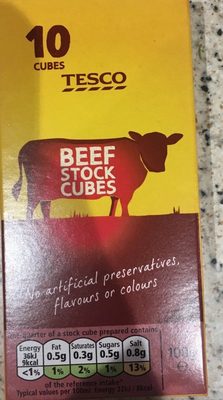 10
CUBES
TESCO
BEEF
STOCK
CUBES
No artificial preservatives,
flavours or colours
quarter of a stock cube prepared contains
Energy Fat Saturates Sugars Salt
36kJ 0.5g 0.3g 0.5g 0.8g
9kcal
<1% 1% 2% 1% 13%
100g
e
of the reference intake*
Typical values per 100ml: Energy 22kJ / 5kcal